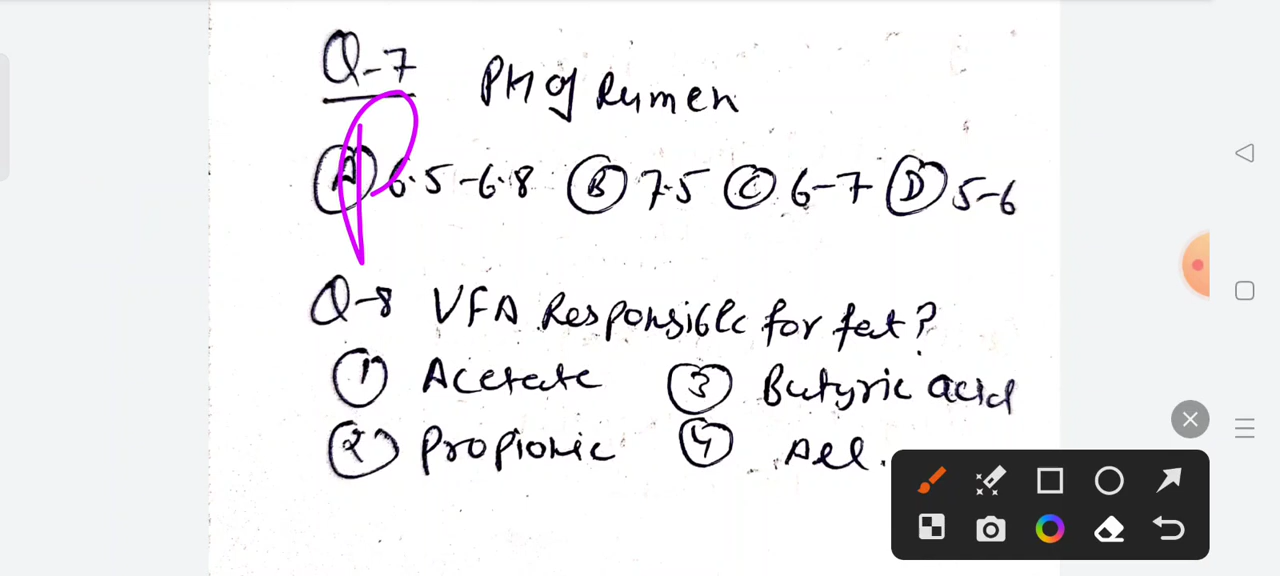 Q-7 PH of Rumen
(A) 6.5-6.8 (B) 7.5 (C) 6-7 (D) 5-6
Q-8 VFA Responsible for fat?
(1) Acetate (3) Butyric acid
(2) Propionic (4) All.